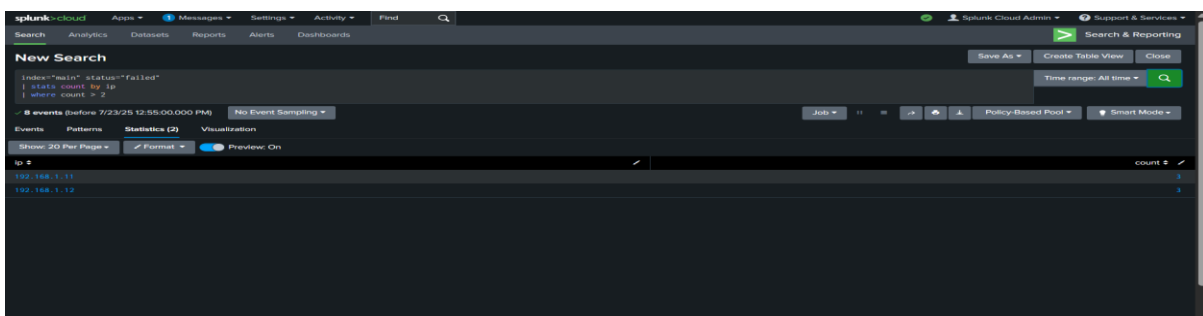 splunk>cloud Apps Messages 1 Settings Activity Find Splunk Cloud Admin Support & Services
Search Analytics Datasets Reports Alerts Dashboards Search & Reporting
New Search Save As Create Table View Close
index="main" status="failed" Time range: All time
| stats count by ip
| where count > 2
8 events (before 7/23/25 12:55:00.000 PM) No Event Sampling Job Policy-Based Pool Smart Mode
Events Patterns Statistics (2) Visualization
Show: 20 Per Page Format Preview: On
ip count
192.168.1.11 3
192.168.1.12 3